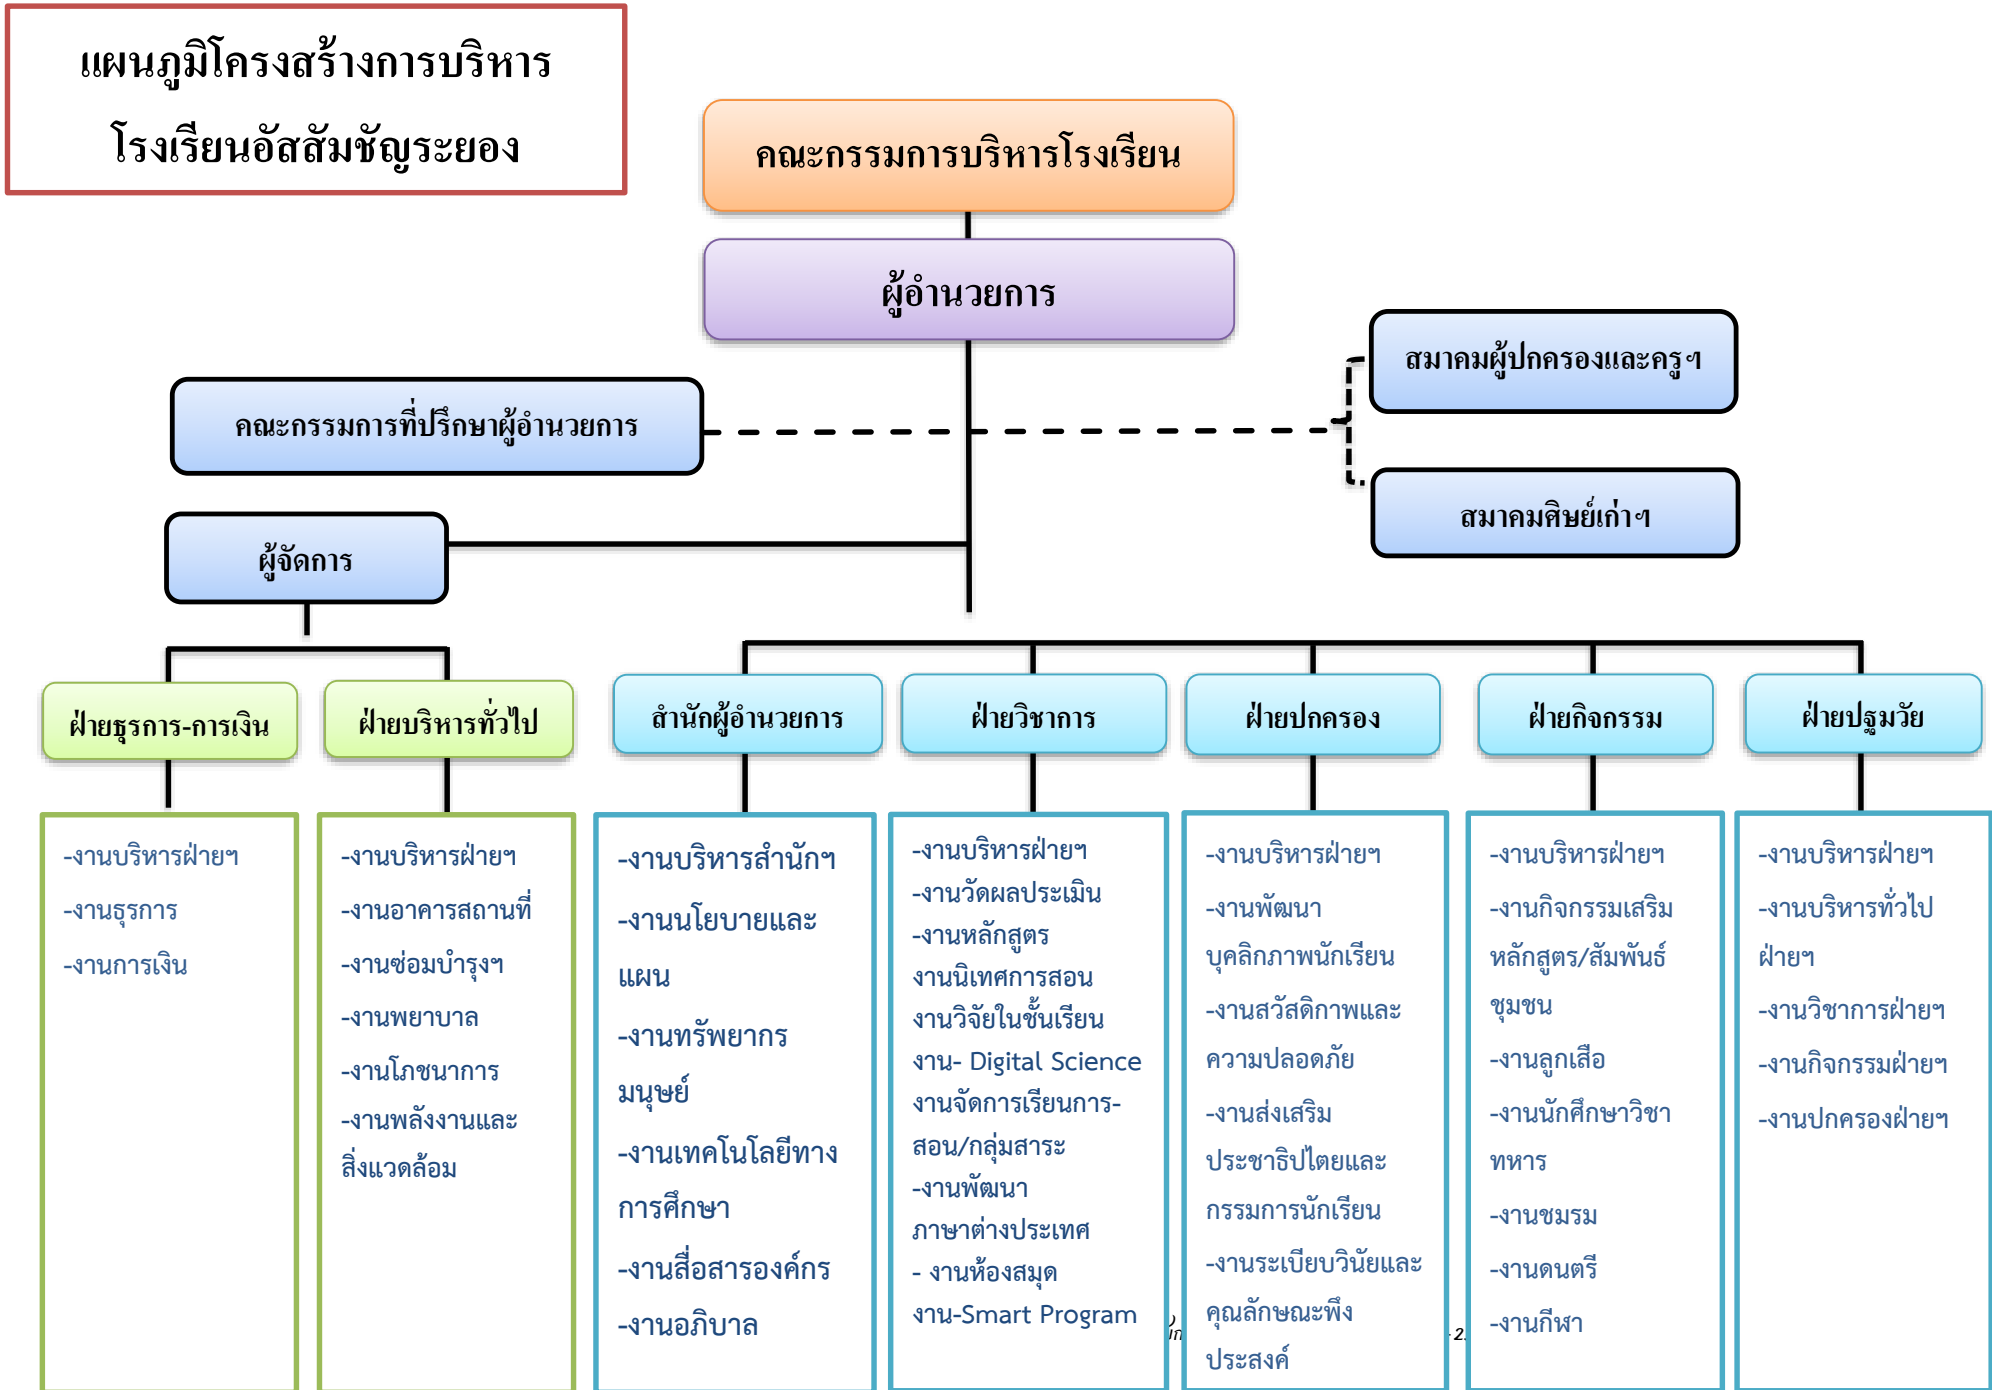 แผนภูมิโครงสร้างการบริหาร
โรงเรียนอัสสัมชัญระยอง
คณะกรรมการบริหารโรงเรียน
ผู้อำนวยการ
สมาคมผู้ปกครองและครูฯ
คณะกรรมการที่ปรึกษาผู้อำนวยการ
สมาคมศิษย์เก่าฯ
ผู้จัดการ
ฝ่ายธุรการ-การเงิน
ฝ่ายบริหารทั่วไป
สำนักผู้อำนวยการ
ฝ่ายวิชาการ
ฝ่ายปกครอง
ฝ่ายกิจกรรม
ฝ่ายปฐมวัย
-งานบริหารฝ่ายฯ
-งานธุรการ
-งานการเงิน
-งานบริหารฝ่ายฯ
-งานอาคารสถานที่
-งานซ่อมบำรุงฯ
-งานพยาบาล
-งานโภชนาการ
-งานพลังงานและ
สิ่งแวดล้อม
-งานบริหารสำนักฯ
-งานนโยบายและ
แผน
-งานทรัพยากร
มนุษย์
-งานเทคโนโลยีทาง
การศึกษา
-งานสื่อสารองค์กร
-งานอภิบาล
-งานบริหารฝ่ายฯ
-งานวัดผลประเมิน
-งานหลักสูตร
งานนิเทศการสอน
งานวิจัยในชั้นเรียน
งาน- Digital Science
งานจัดการเรียนการ-
สอน/กลุ่มสาระ
-งานพัฒนา
ภาษาต่างประเทศ
- งานห้องสมุด
งาน-Smart Program
-งานบริหารฝ่ายฯ
-งานพัฒนา
บุคลิกภาพนักเรียน
-งานสวัสดิภาพและ
ความปลอดภัย
-งานส่งเสริม
ประชาธิปไตยและ
กรรมการนักเรียน
-งานระเบียบวินัยและ
คุณลักษณะพึง
ประสงค์
-งานบริหารฝ่ายฯ
-งานกิจกรรมเสริม
หลักสูตร/สัมพันธ์
ชุมชน
-งานลูกเสือ
-งานนักศึกษาวิชา
ทหาร
-งานชมรม
-งานดนตรี
-งานกีฬา
-งานบริหารฝ่ายฯ
-งานบริหารทั่วไป
ฝ่ายฯ
-งานวิชาการฝ่ายฯ
-งานกิจกรรมฝ่ายฯ
-งานปกครองฝ่ายฯ